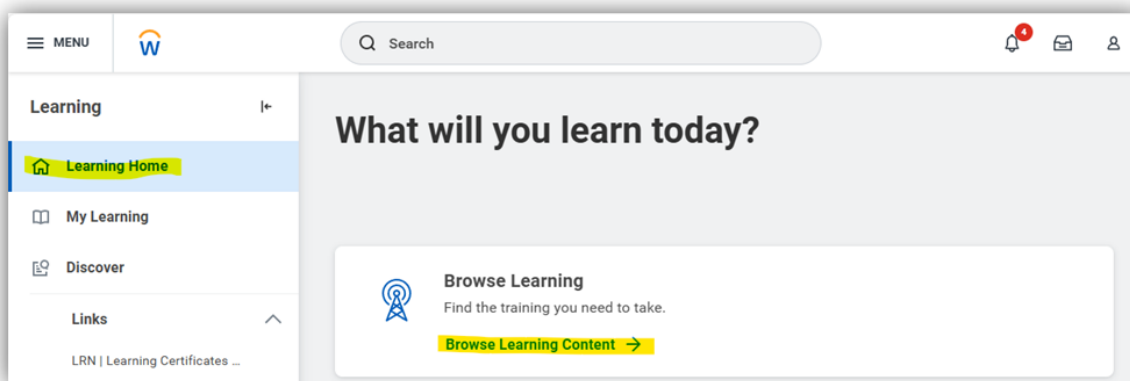 MENU
W
Search
4
Learning
What will you learn today?
Learning Home
My Learning
Discover
Browse Learning
Find the training you need to take.
Browse Learning Content →
Links
LRN | Learning Certificates ...